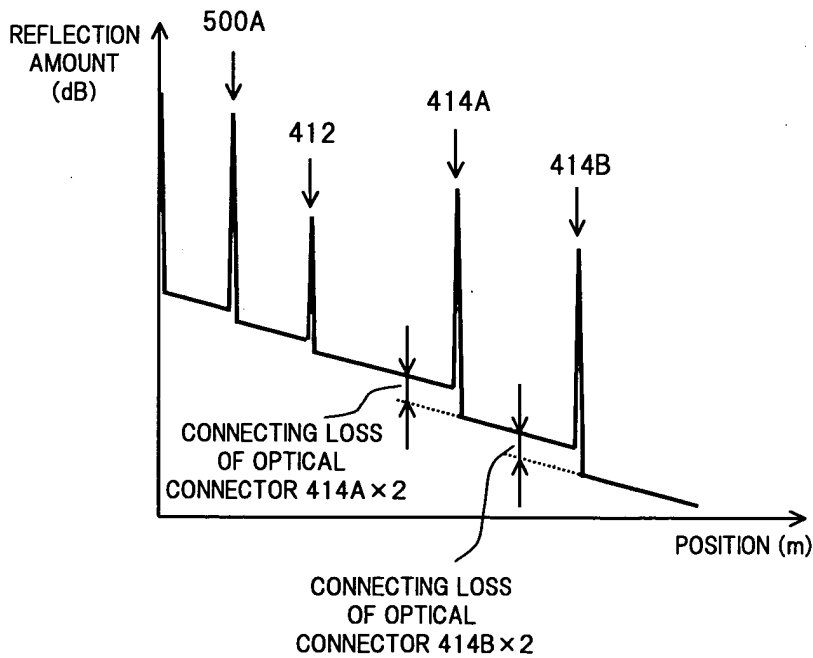 REFLECTION
AMOUNT
(dB)
500A
412
414A
414B
CONNECTING LOSS
OF OPTICAL
CONNECTOR 414A×2
POSITION (m)
CONNECTING LOSS
OF OPTICAL
CONNECTOR 414B×2